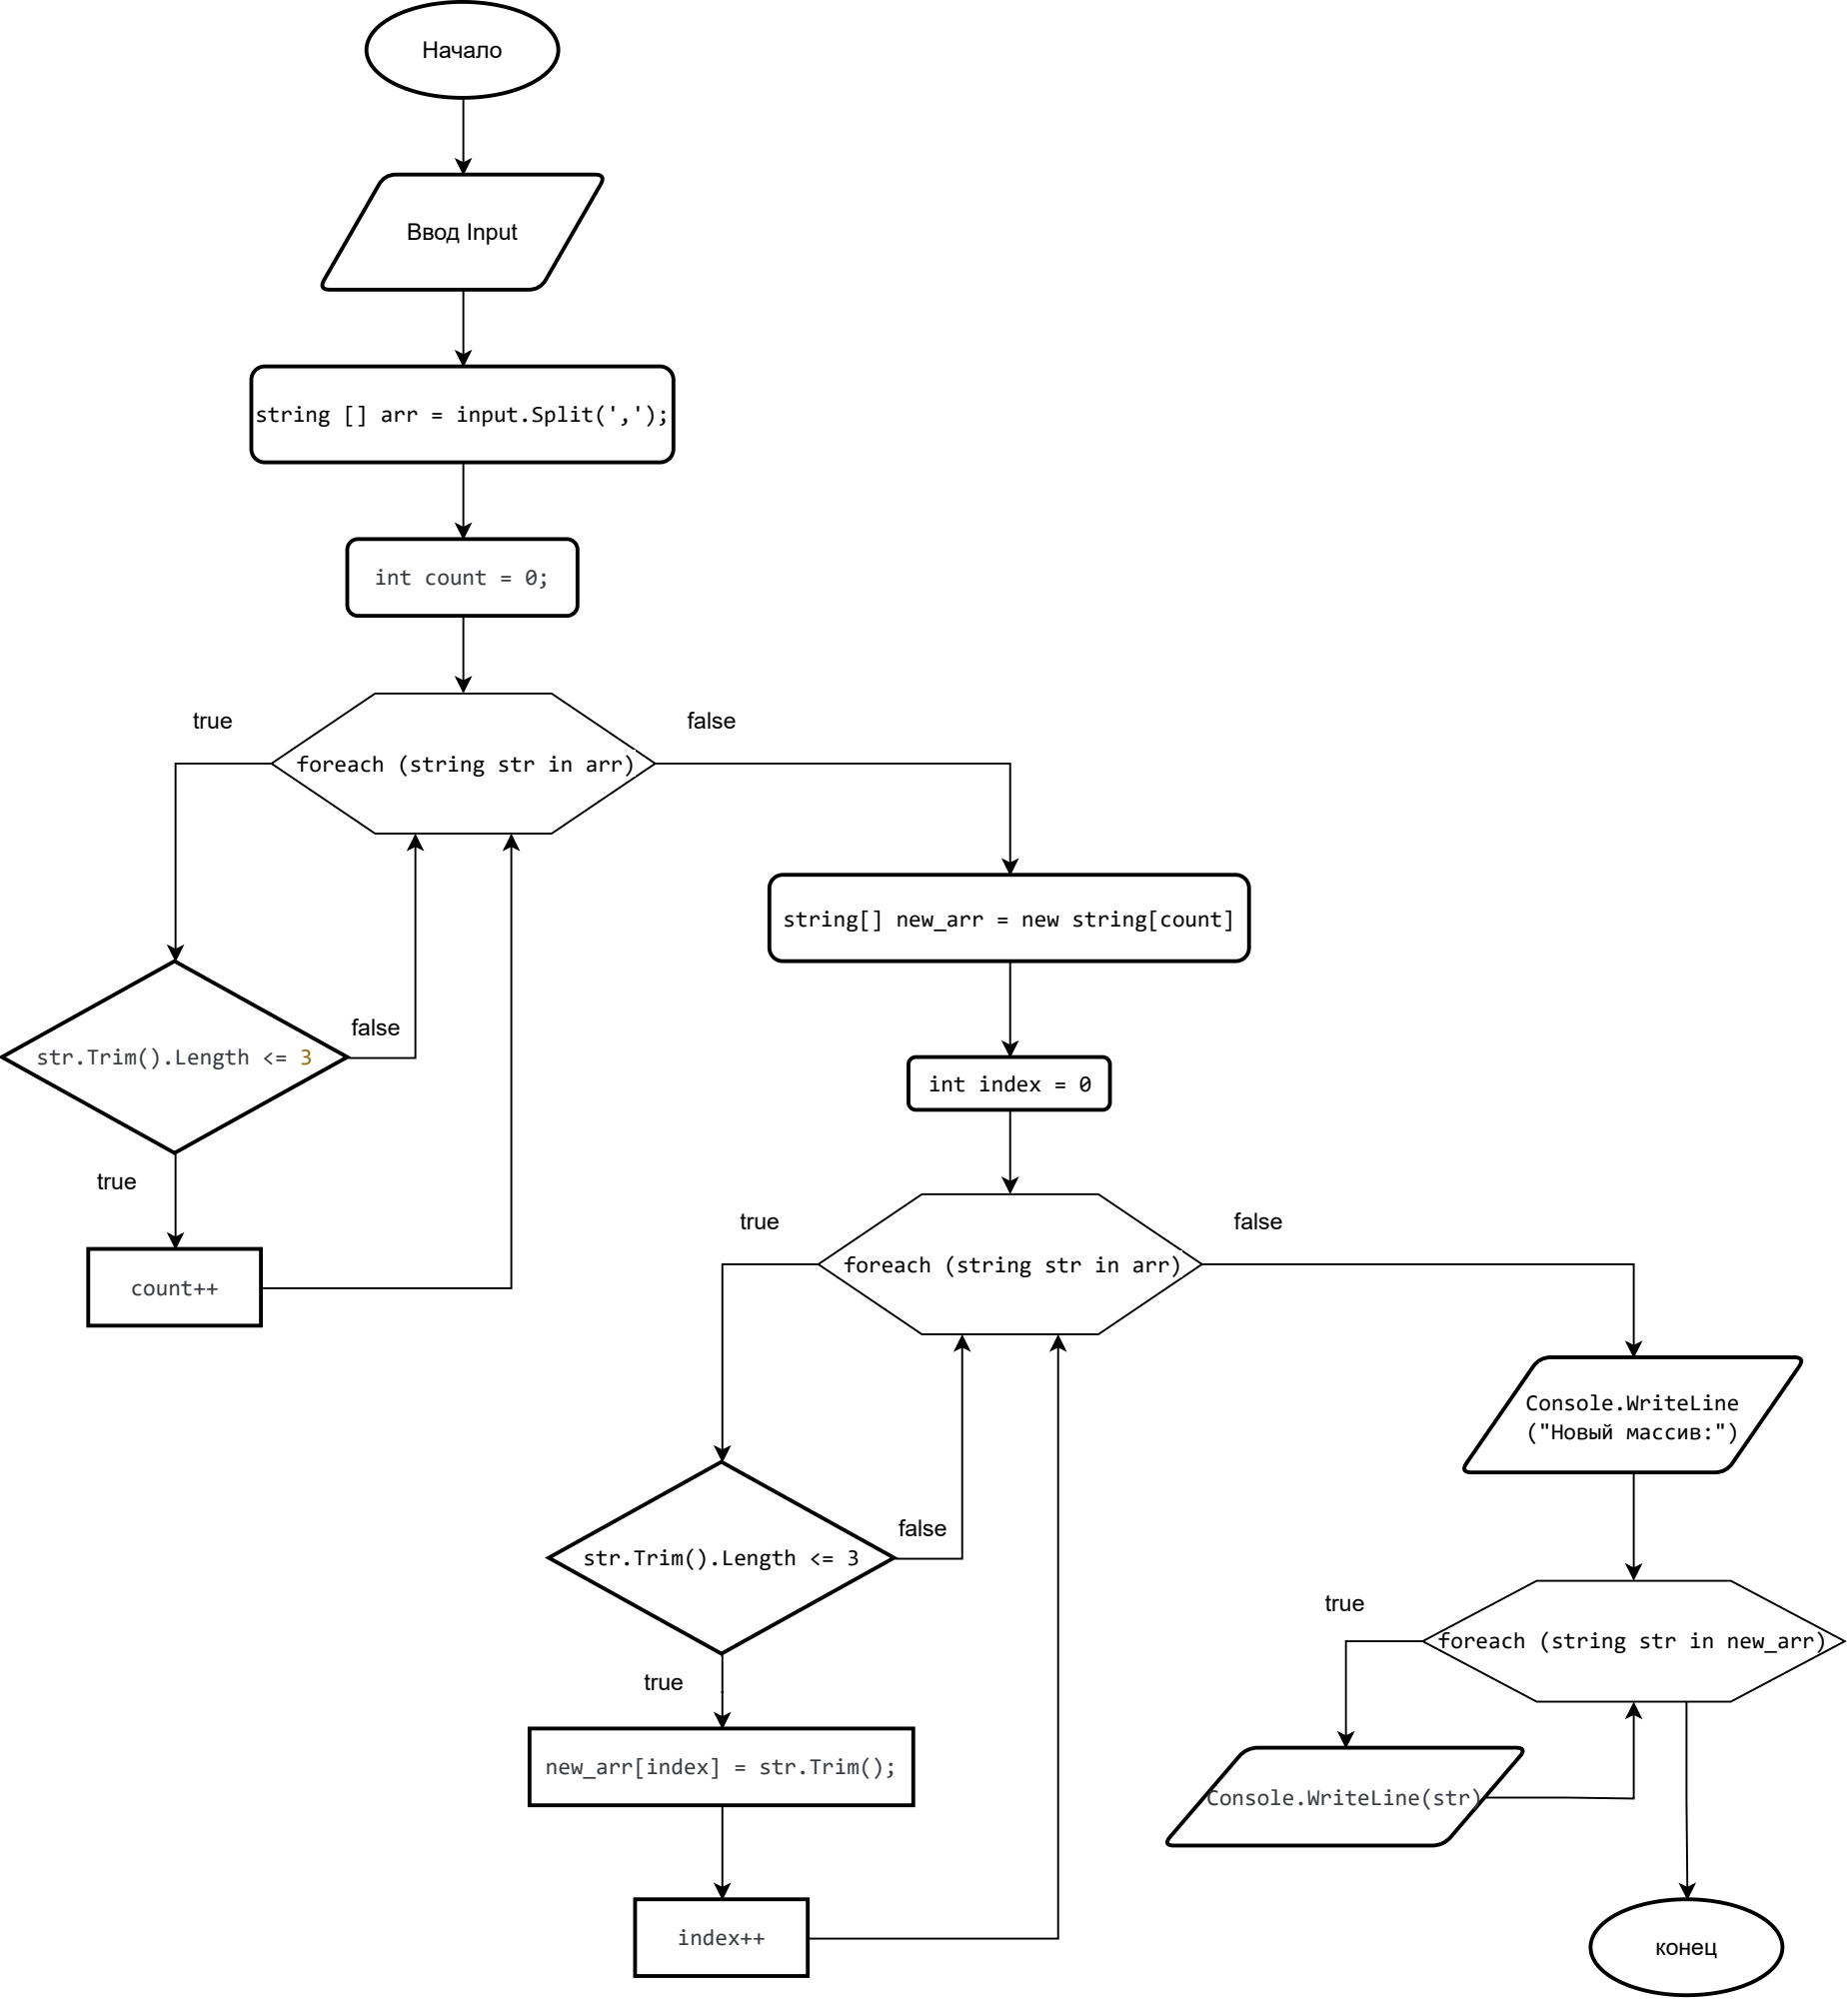 Начало
Ввод Input
string [] arr = input.Split(',');
int count = 0;
true
false
foreach (string str in arr)
string[] new_arr = new string[count]
false
str.Trim().Length <= 3
int index = 0
true
count++
true
false
foreach (string str in arr)
Console.WriteLine
("Новый массив:")
false
str.Trim().Length <= 3
true
foreach (string str in new_arr)
true
new_arr[index] = str.Trim();
Console.WriteLine(str)
index++
конец